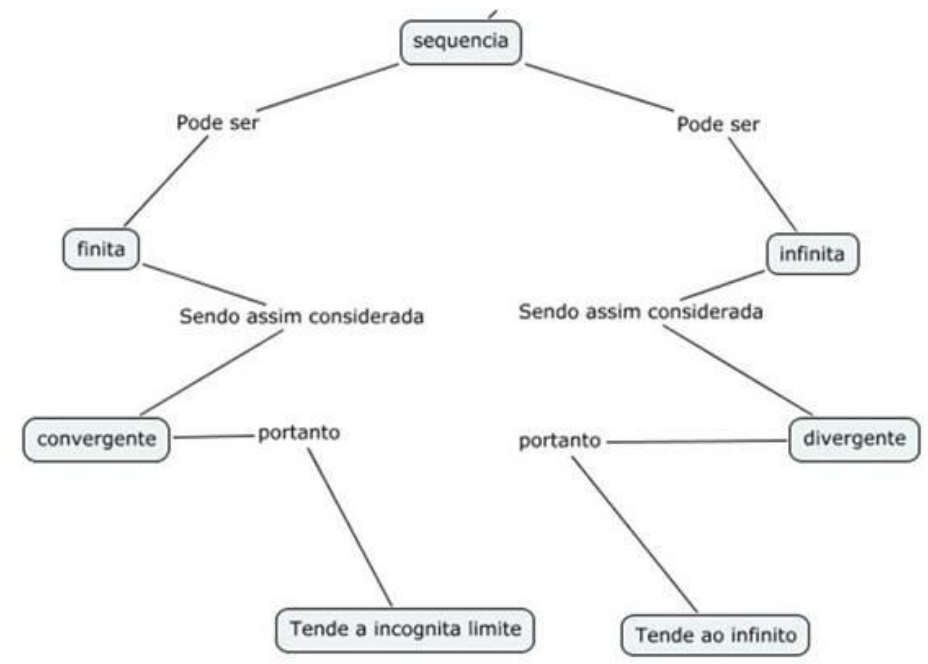 sequencia
Pode ser
Pode ser
finita
infinita
Sendo assim considerada
Sendo assim considerada
convergente
portanto
portanto
divergente
Tende a incognita limite
Tende ao infinito